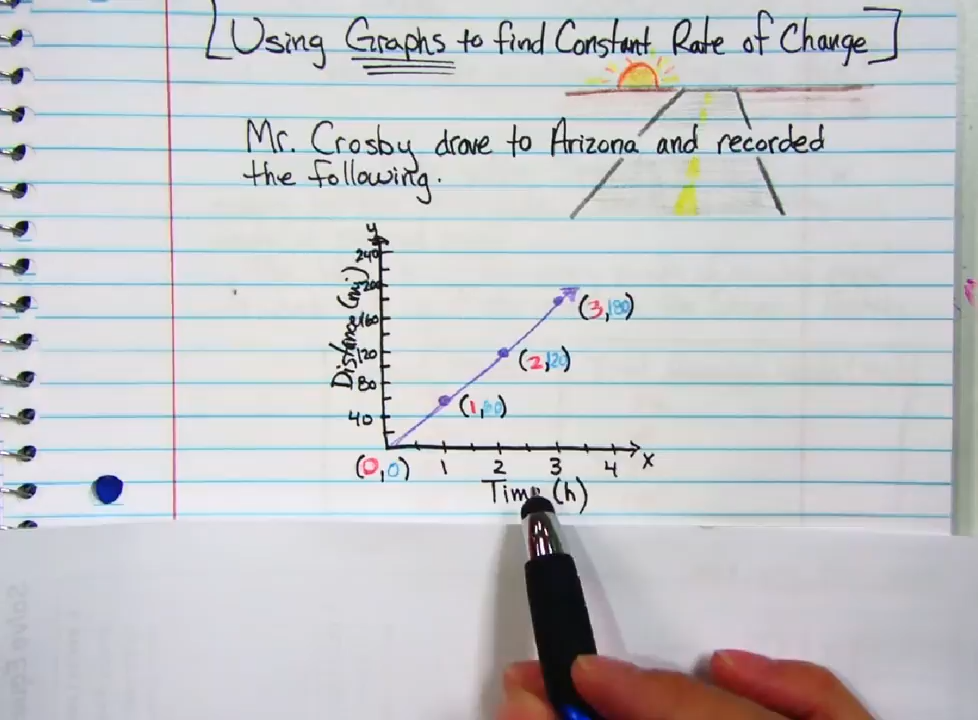 [Using Graphs to find Constant Rate of Change]
Mr. Crosby drove to Arizona and recorded
the following.
y
240
200
160
120
80
40
Distance (mi)
(3,180)
(2,120)
(1,60)
(0,0) 1 2 3 4 x
Time (h)